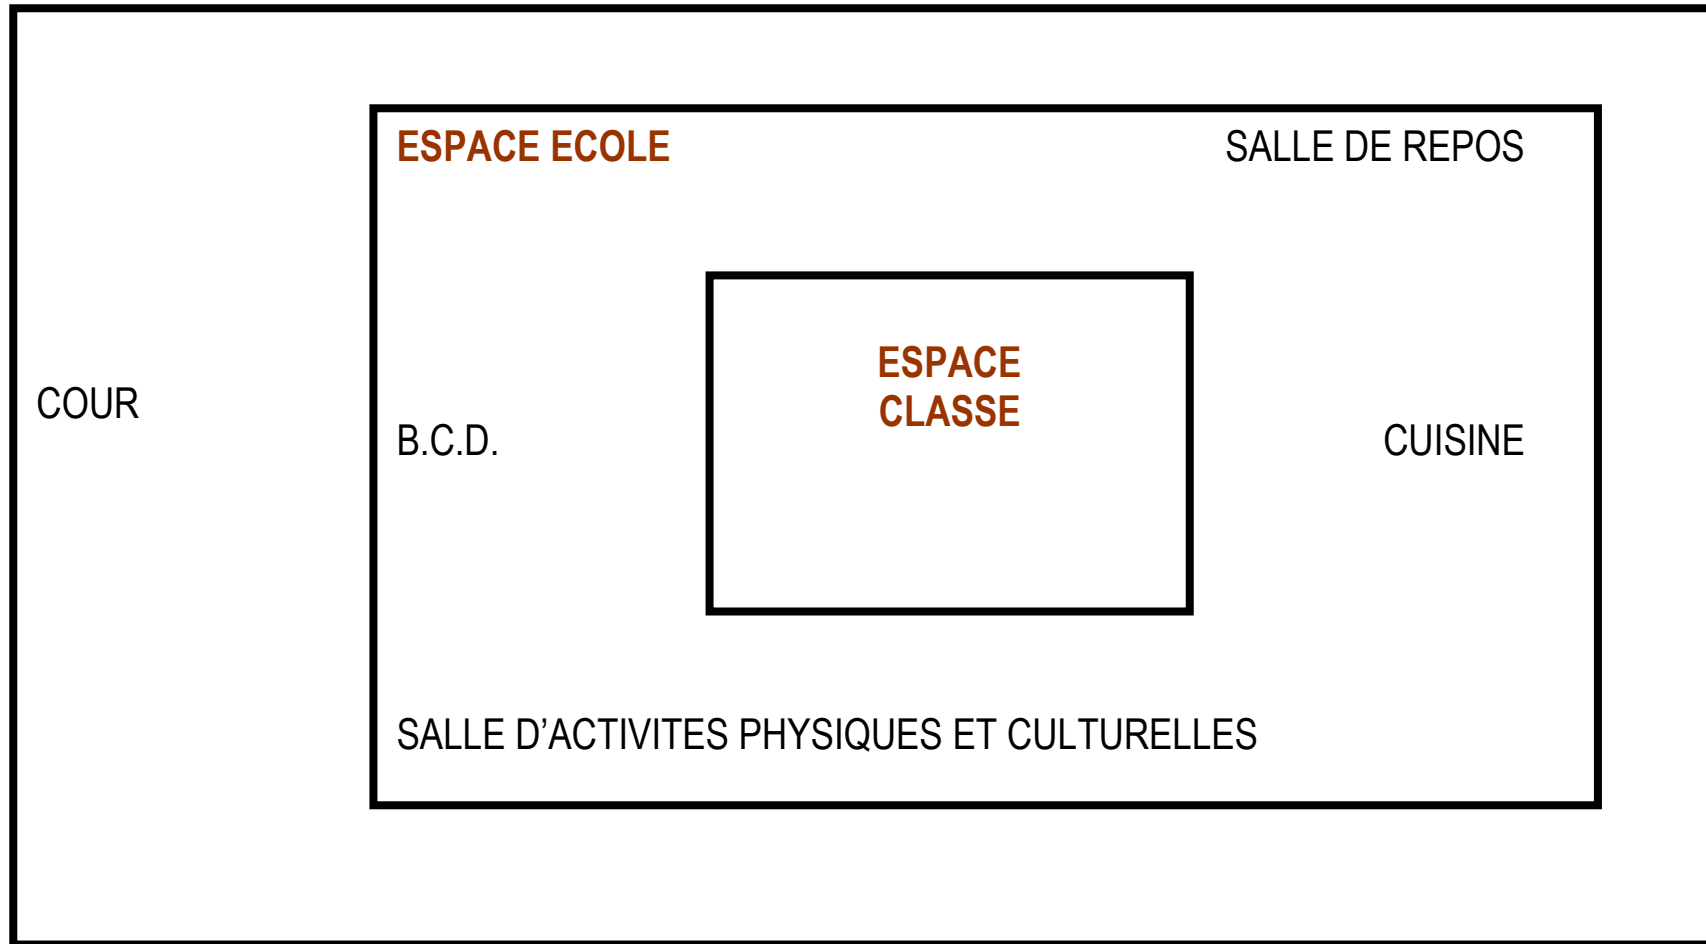 ESPACE ECOLE
SALLE DE REPOS
ESPACE
CLASSE
COUR
B.C.D.
CUISINE
SALLE D’ACTIVITES PHYSIQUES ET CULTURELLES